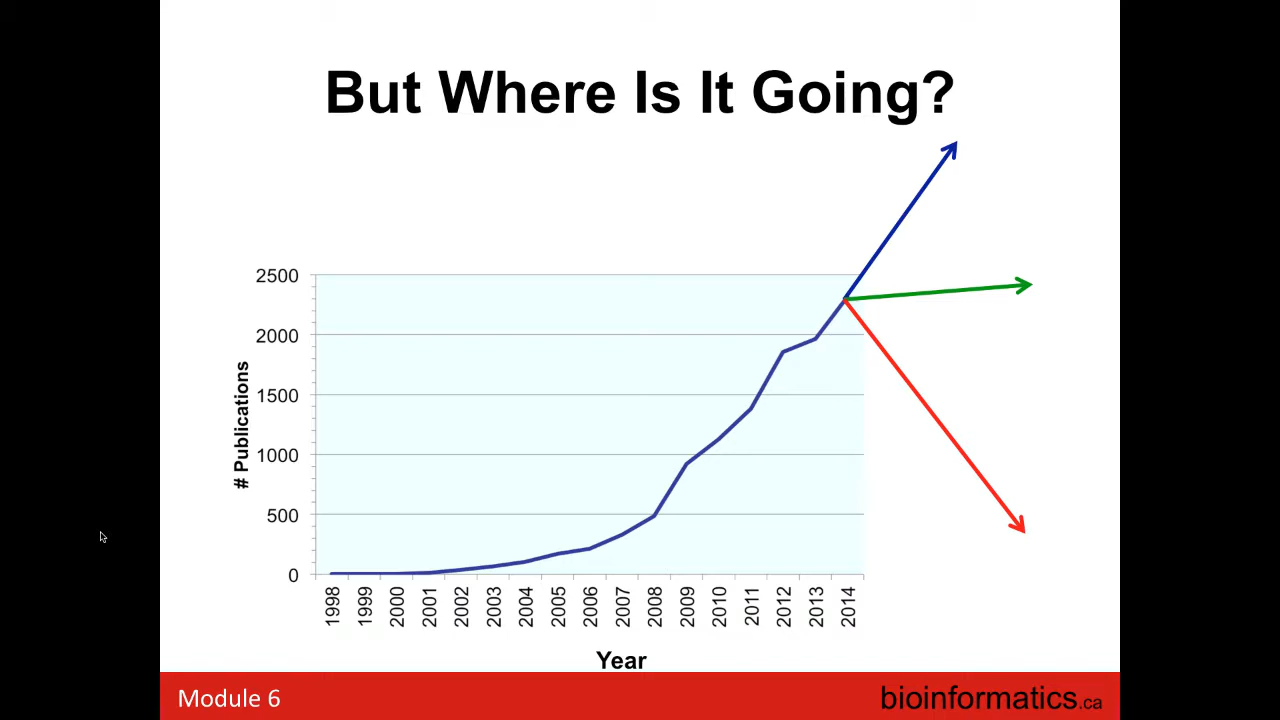 But Where Is It Going?
2500
2000
1500
1000
500
0
# Publications
1998 1999 2000 2001 2002 2003 2004 2005 2006 2007 2008 2009 2010 2011 2012 2013 2014
Year
Module 6
bioinformatics.ca